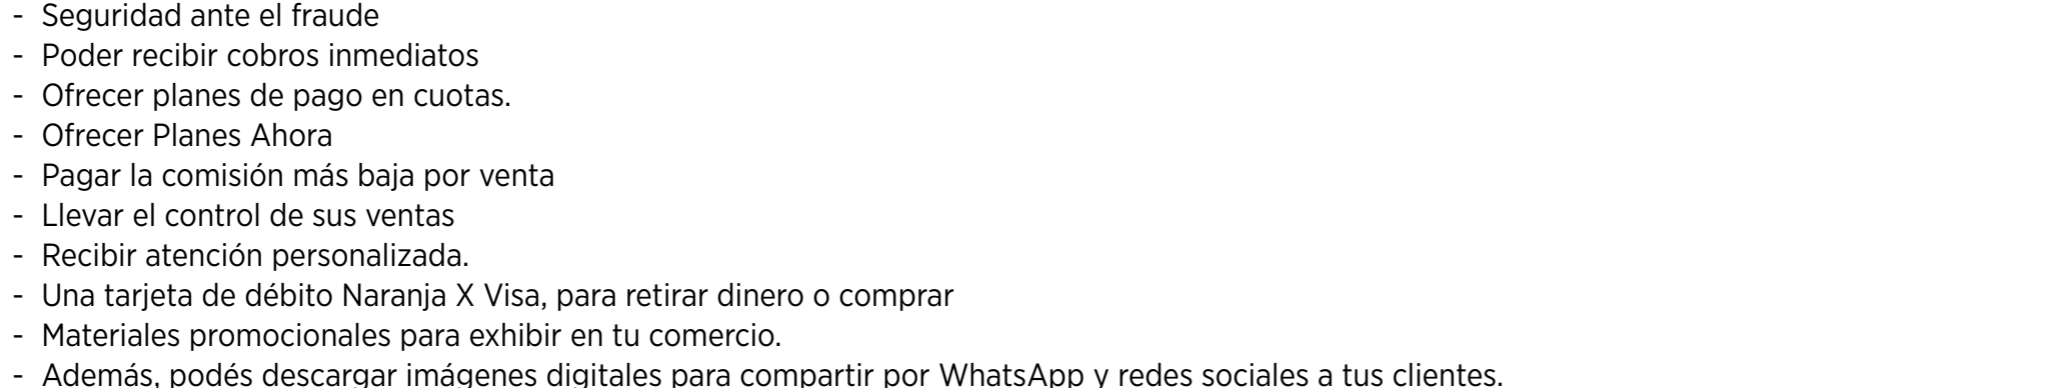 - Seguridad ante el fraude
- Poder recibir cobros inmediatos
- Ofrecer planes de pago en cuotas.
- Ofrecer Planes Ahora
- Pagar la comisión más baja por venta
- Llevar el control de sus ventas
- Recibir atención personalizada.
- Una tarjeta de débito Naranja X Visa, para retirar dinero o comprar
- Materiales promocionales para exhibir en tu comercio.
- Además, podés descargar imágenes digitales para compartir por WhatsApp y redes sociales a tus clientes.